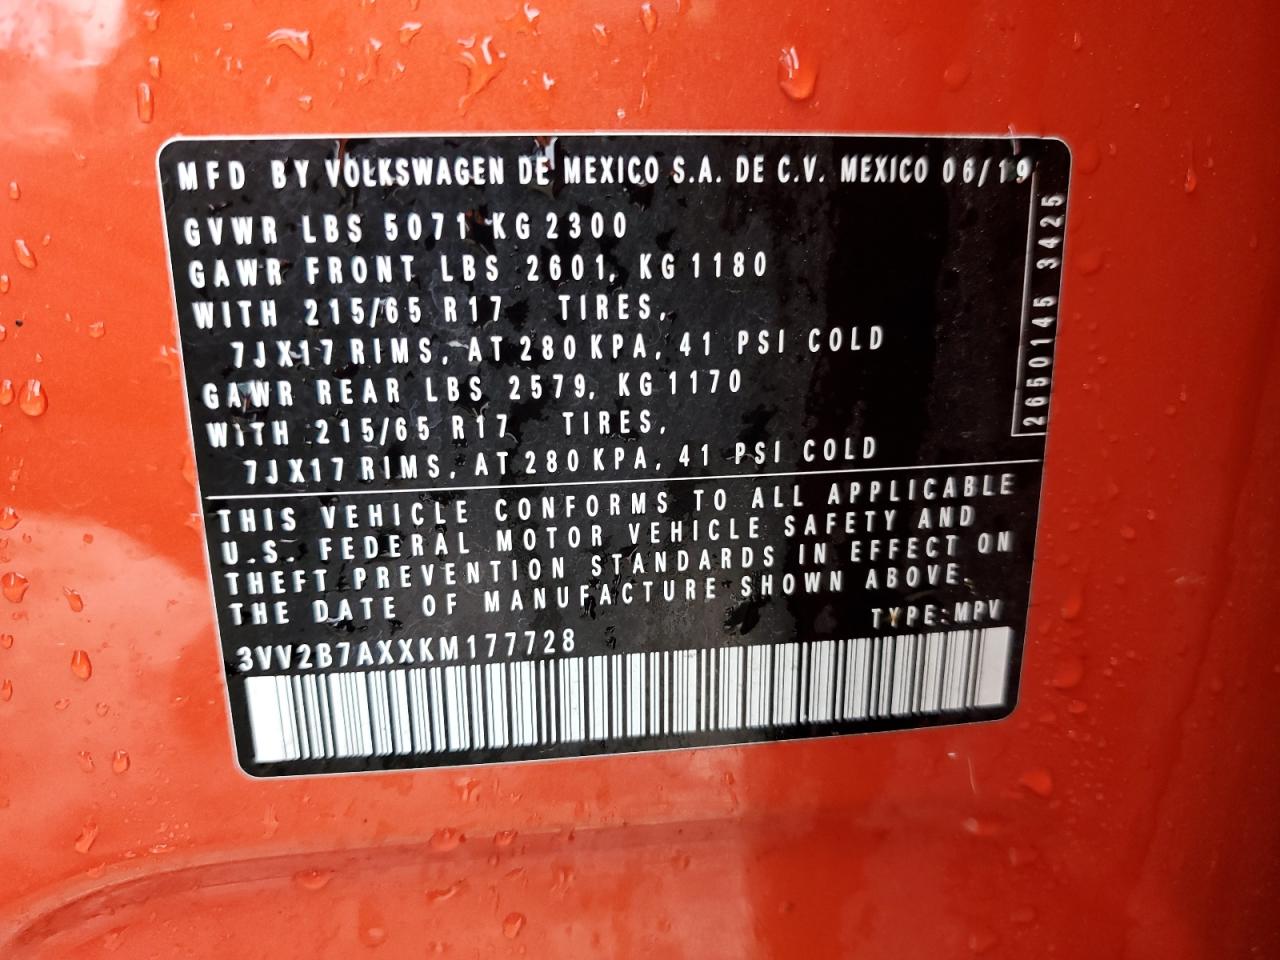 MFD BY VOLKSWAGEN DE MEXICO S.A. DE C.V. MEXICO 06/19
GVWR LBS 5071 KG 2300
GAWR FRONT LBS 2601, KG 1180
WITH 215/65 R17 TIRES,
7JX17 RIMS, AT 280 KPA, 41 PSI COLD
GAWR REAR LBS 2579, KG 1170
WITH 215/65 R17 TIRES,
7JX17 RIMS, AT 280 KPA, 41 PSI COLD
2650145 3425
THIS VEHICLE CONFORMS TO ALL APPLICABLE
U.S. FEDERAL MOTOR VEHICLE SAFETY AND
THEFT PREVENTION STANDARDS IN EFFECT ON
THE DATE OF MANUFACTURE SHOWN ABOVE.
TYPE: MPV
3VV2B7AXXKM177728